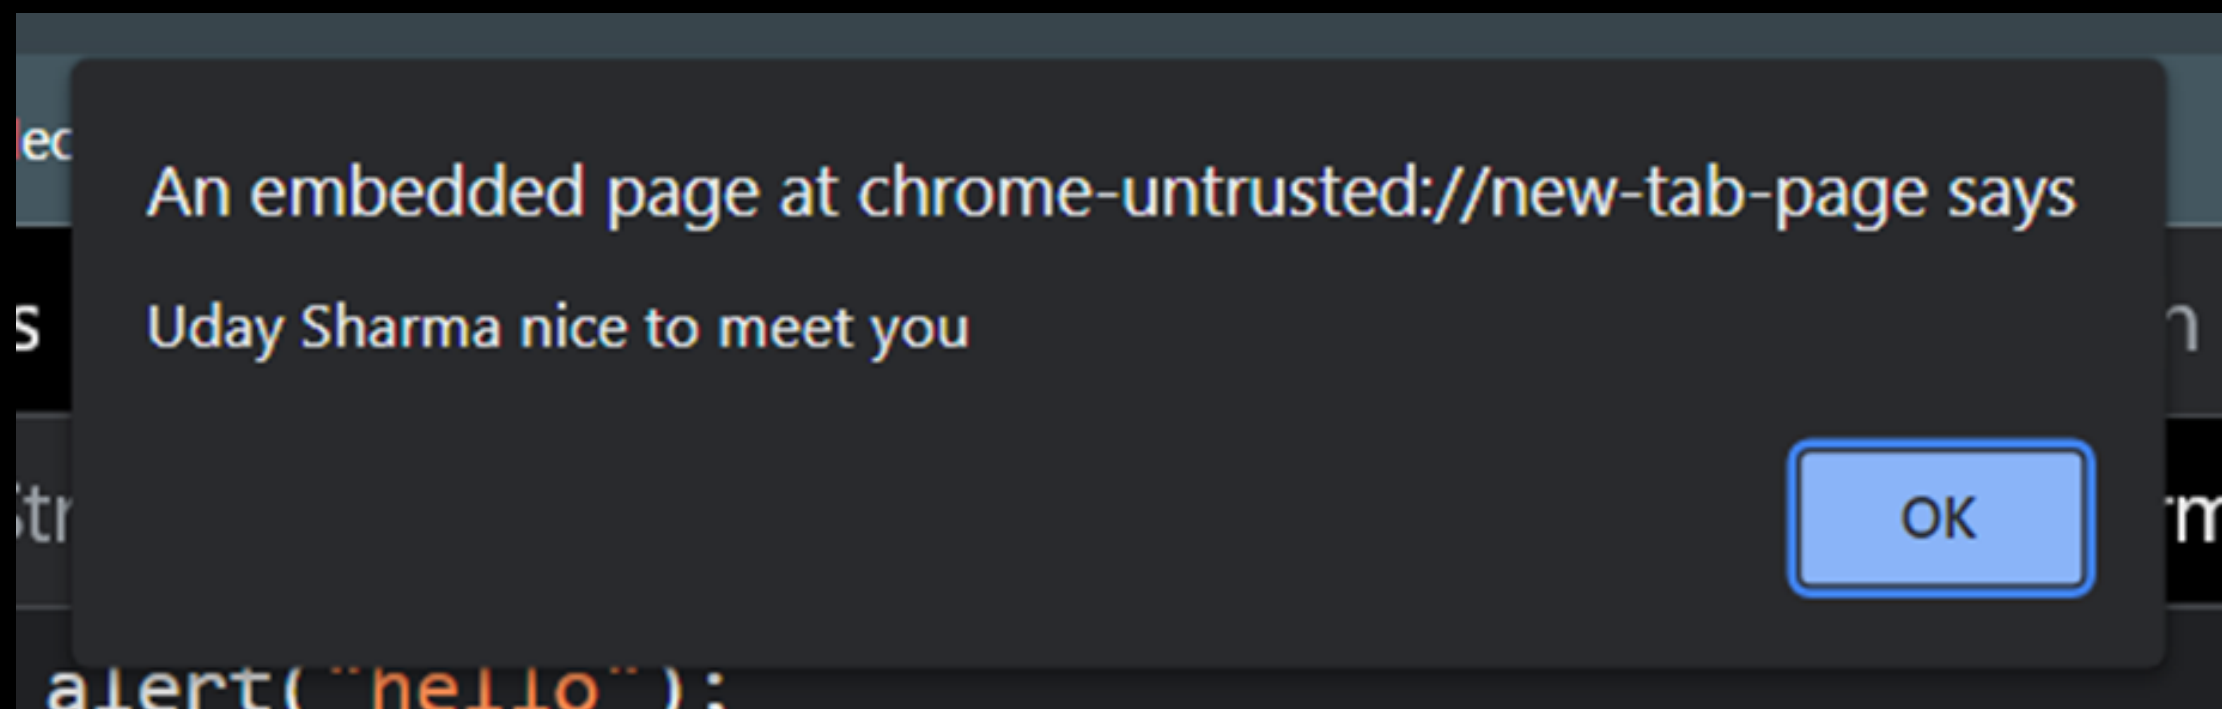 An embedded page at chrome-untrusted://new-tab-page says
Uday Sharma nice to meet you
OK
alert("hello");